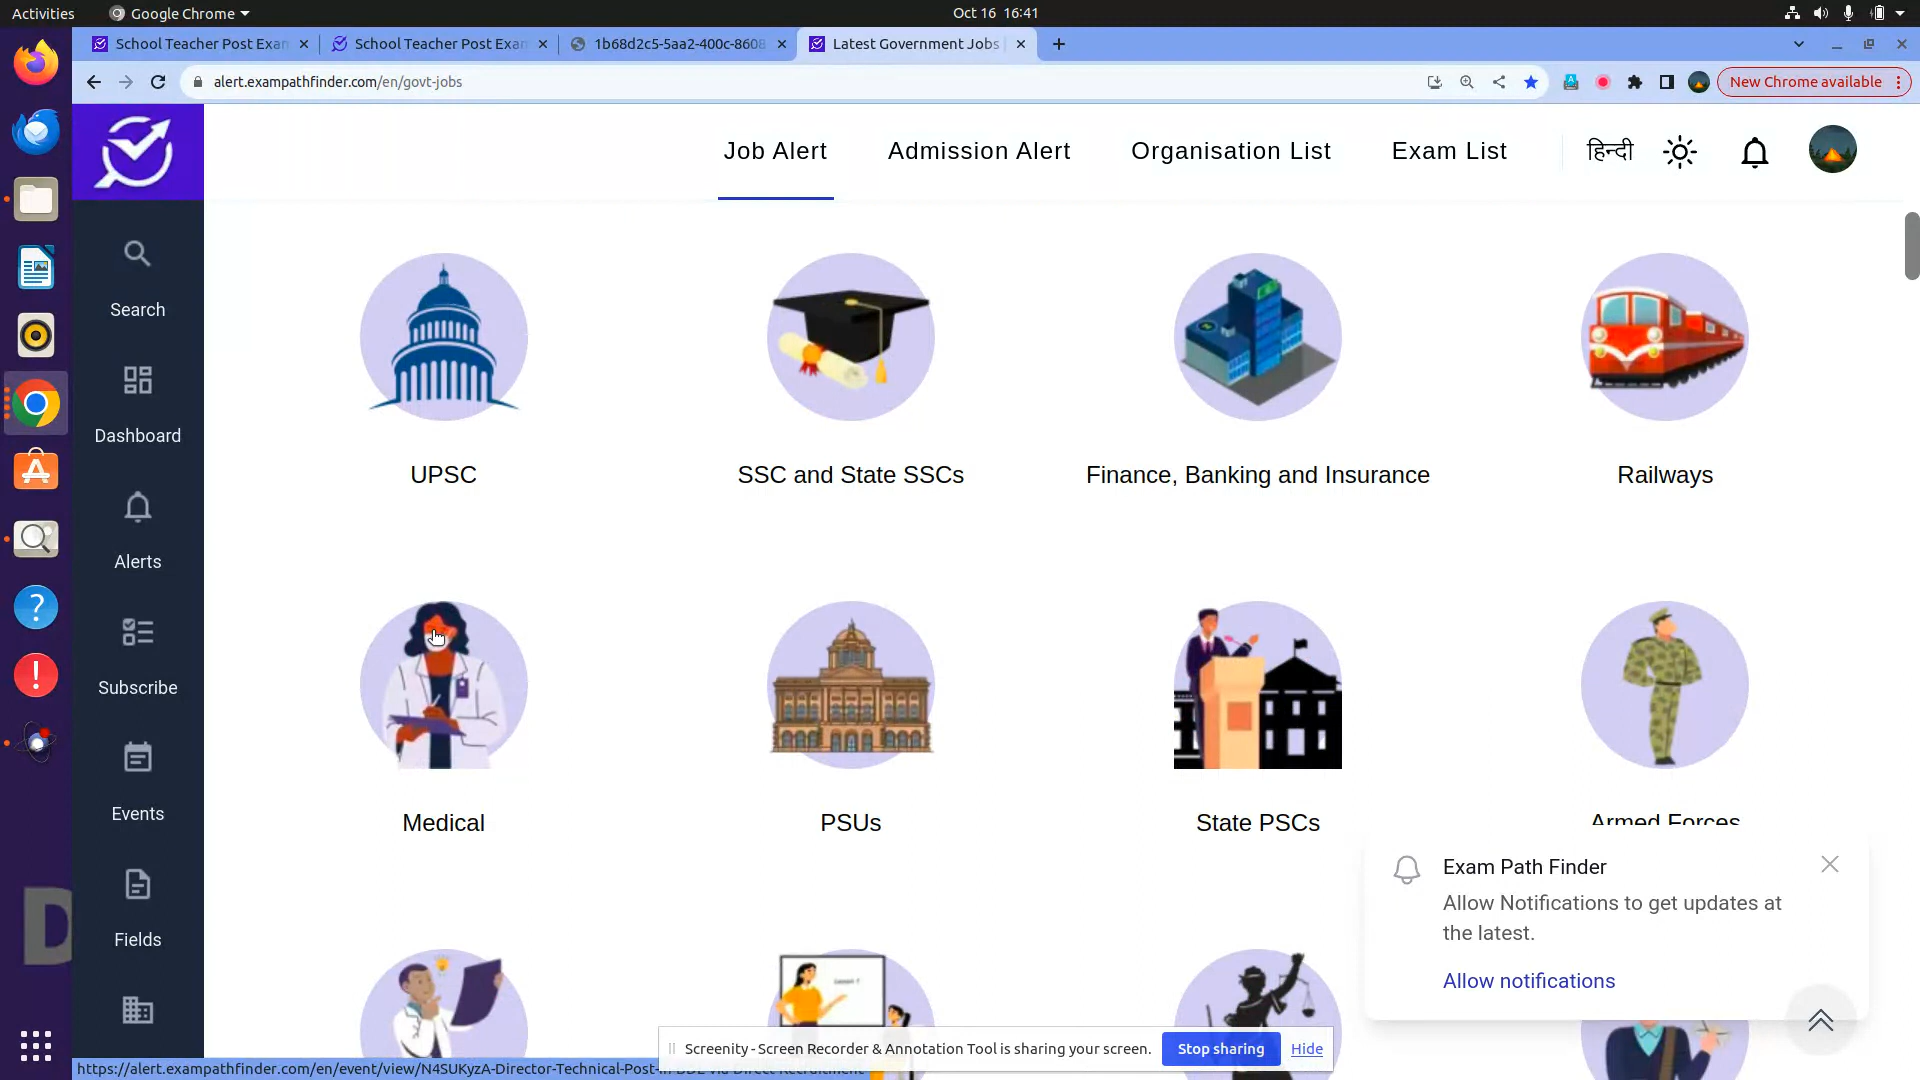 Activities
Google Chrome
Oct 16 16:41
School Teacher Post Exam
School Teacher Post Exam
1b68d2c5-5aa2-400c-8608
Latest Government Jobs
alert.exampathfinder.com/en/govt-jobs
New Chrome available
Job Alert
Admission Alert
Organisation List
Exam List
हिन्दी
Search
Dashboard
Alerts
Subscribe
Events
Fields
UPSC
SSC and State SSCs
Finance, Banking and Insurance
Railways
Medical
PSUs
State PSCs
Armed Forces
Exam Path Finder
Allow Notifications to get updates at
the latest.
Allow notifications
Screenity - Screen Recorder & Annotation Tool is sharing your screen.
Stop sharing
Hide
https://alert.exampathfinder.com/en/event/view/N4SUKyzA-Director-Technical-Post-